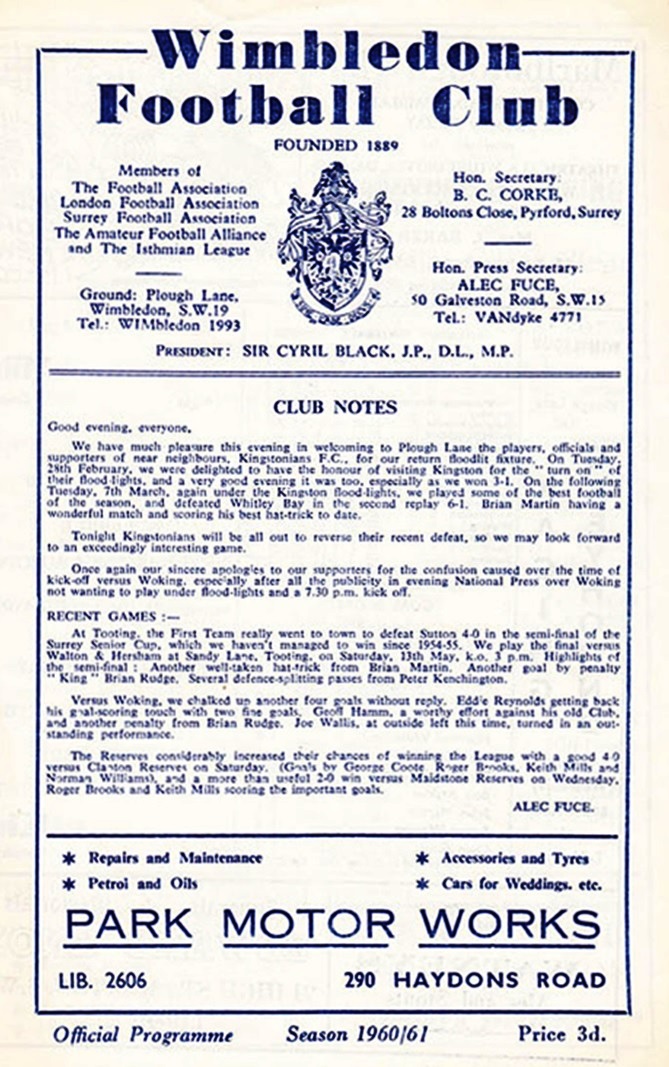 Wimbledon
Football Club
FOUNDED 1889
Members of
The Football Association
London Football Association
Surrey Football Association
The Amateur Football Alliance
and The Isthmian League
Ground: Plough Lane,
Wimbledon, S.W.19
Tel.: WIMbledon 1993
Hon. Secretary:
B. C. CORKE,
28 Boltons Close, Pyrford, Surrey
Hon. Press Secretary:
ALEC FUCE,
50 Galveston Road, S.W.15
Tel.: VANdyke 4771
PRESIDENT: SIR CYRIL BLACK, J.P., D.L., M.P.
CLUB NOTES
Good evening, everyone,
We have much pleasure this evening in welcoming to Plough Lane the players, officials and
supporters of near neighbours, Kingstonians F.C., for our return floodlit fixture. On Tuesday,
28th February, we were delighted to have the honour of visiting Kingston for the " turn on " of
their flood-lights, and a very good evening it was too, especially as we won 3-1. On the following
Tuesday, 7th March, again under the Kingston flood-lights, we played some of the best football
of the season, and defeated Whitley Bay in the second replay 6-1. Brian Martin having a
wonderful match and scoring his best hat-trick to date.
Tonight Kingstonians will be all out to reverse their recent defeat, so we may look forward
to an exceedingly interesting game.
Once again our sincere apologies to our supporters for the confusion caused over the time of
kick-off versus Woking, especially after all the publicity in evening National Press over Woking
not wanting to play under flood-lights and a 7.30 p.m. kick off.
RECENT GAMES :—
At Tooting, the First Team really went to town to defeat Sutton 4-0 in the semi-final of the
Surrey Senior Cup, which we haven't managed to win since 1954-55. We play the final versus
Walton & Hersham at Sandy Lane, Tooting, on Saturday, 13th May, k.o. 3 p.m. Highlights of
the semi-final : Another well-taken hat-trick from Brian Martin. Another goal by penalty
" King " Brian Rudge. Several defence-splitting passes from Peter Kenchington.
Versus Woking, we chalked up another four goals without reply. Eddie Reynolds getting back
his goal-scoring touch with two fine goals, Geoff Hamm, a worthy effort against his old Club,
and another penalty from Brian Rudge. Joe Wallis, at outside left this time, turned in an out-
standing performance.
The Reserves considerably increased their chances of winning the League with a good 4-0
versus Clapton Reserves on Saturday, (Goals by George Coote, Roger Brooks, Keith Mills and
Norman Williams), and a more than useful 2-0 win versus Maidstone Reserves on Wednesday,
Roger Brooks and Keith Mills scoring the important goals.
ALEC FUCE.
* Repairs and Maintenance
* Petrol and Oils
* Accessories and Tyres
* Cars for Weddings, etc.
PARK MOTOR WORKS
LIB. 2606 290 HAYDONS ROAD
Official Programme Season 1960/61 Price 3d.